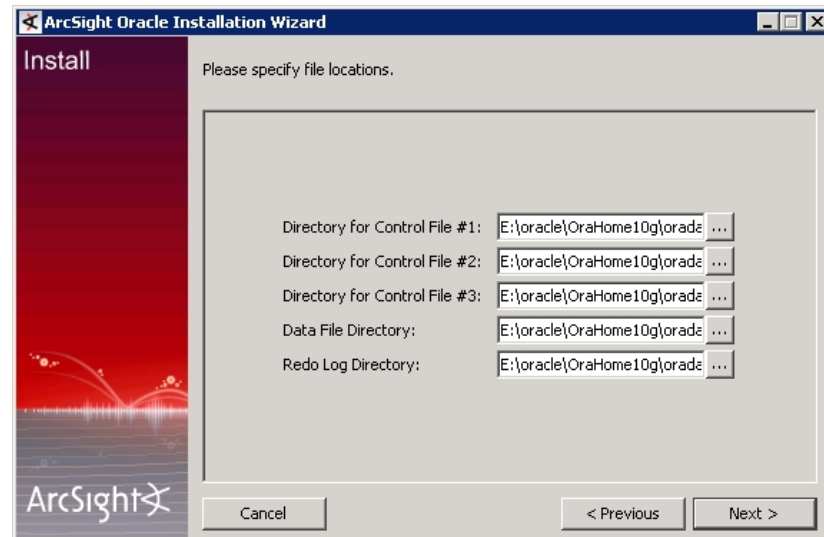 ArcSight Oracle Installation Wizard
Install
Please specify file locations.
Directory for Control File #1: E:\oracle\OraHome10g\orada ...
Directory for Control File #2: E:\oracle\OraHome10g\orada ...
Directory for Control File #3: E:\oracle\OraHome10g\orada ...
Data File Directory: E:\oracle\OraHome10g\orada ...
Redo Log Directory: E:\oracle\OraHome10g\orada ...
ArcSight
Cancel < Previous Next >